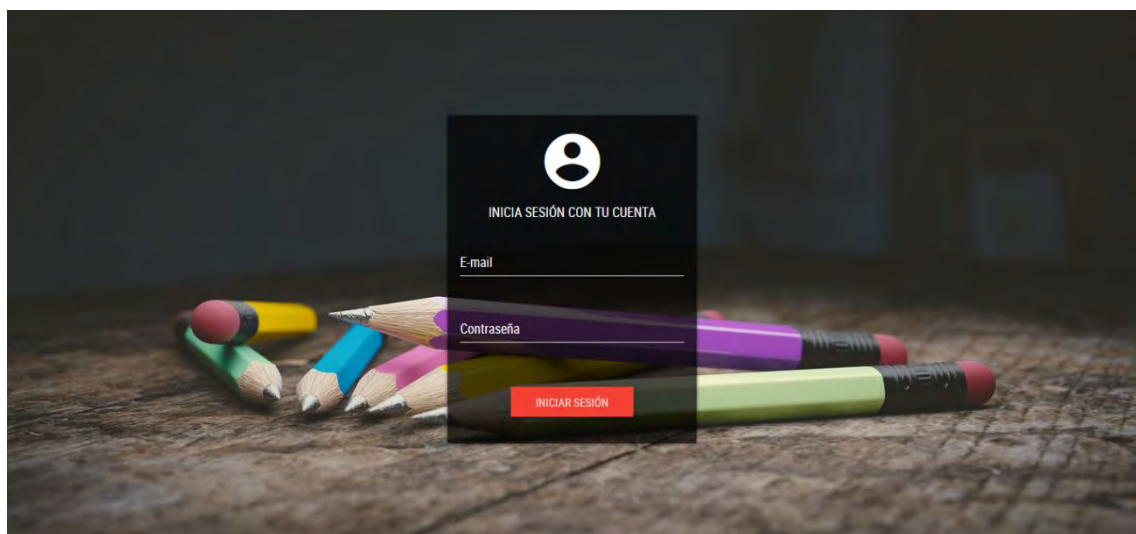 INICIA SESIÓN CON TU CUENTA
E-mail
Contraseña
INICIAR SESIÓN